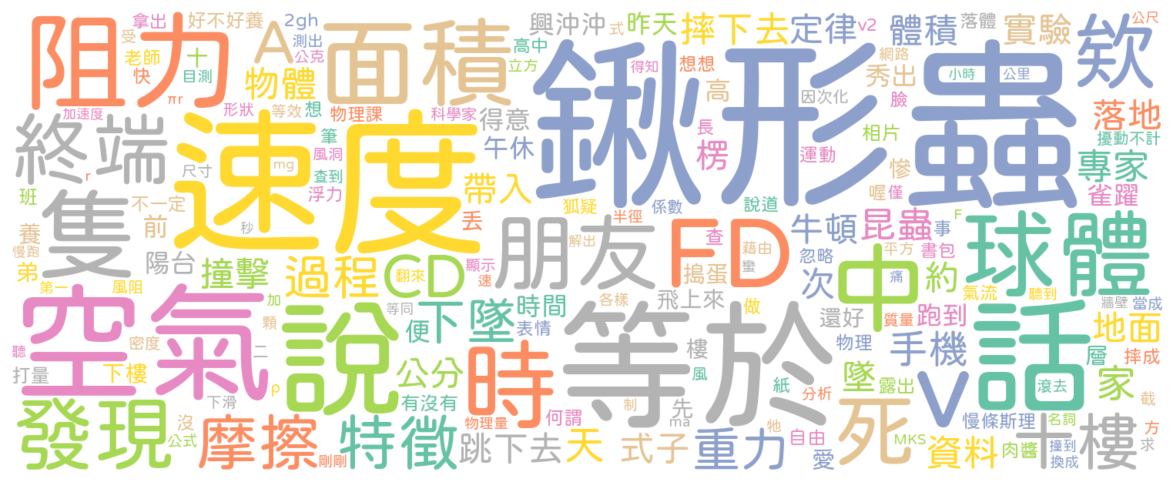 拿出 好不好養 2gh 興沖沖 式 昨天 摔下去 定律 v2 體積 落體 實驗 公尺
阻力 受 老師 快 十 目測 測出 公克 A 面積 高中 立方 得知 想想 網路 秀出 小時 公里 欸
πr 物體 鍬形蟲 高 因次化 臉
加速度 形狀 等效 想 物理課 科學家 得意 長 相片 落地
終端 速度 筆 風洞 午休 楞 運動 慘 擾動不計
r 尺寸 mg 查到 浮力 帶入 喔 僅 專家
班 不一定 狐疑 半徑 係數 說道 雀躍
隻 養 前 丟 朋友 FD 查 牛頓 昆蟲 事 F 球體
慢跑 弟 陽台 撞擊 秒 過程 CD 翻來 顯示 解出 搗蛋 藉由 蠻 忽略 次 中 平方 書包 痛 約
第一 風阻 加 等同 速 各樣 飛上來 做 氣流 聽到 牆壁 當成
空氣 顆 說 便 下墜 時間 表情 等於 還好 質量 跑到 話 地面
聽 密度 二 樓 物理 手機 層 摔成
打量 下樓 ρ 公分 時 風 紙 分析 墜 露出 滾去 家
發現 沒 下滑 有沒有 何謂 制 先 V 死 慢條斯理 名詞 截
公式 摩擦 特徵 物理量 跳下去 天 式子 ma 重力 牠 自由 愛 MKS 資料 肉醬 撞到 十樓 方
剛剛 換成 求